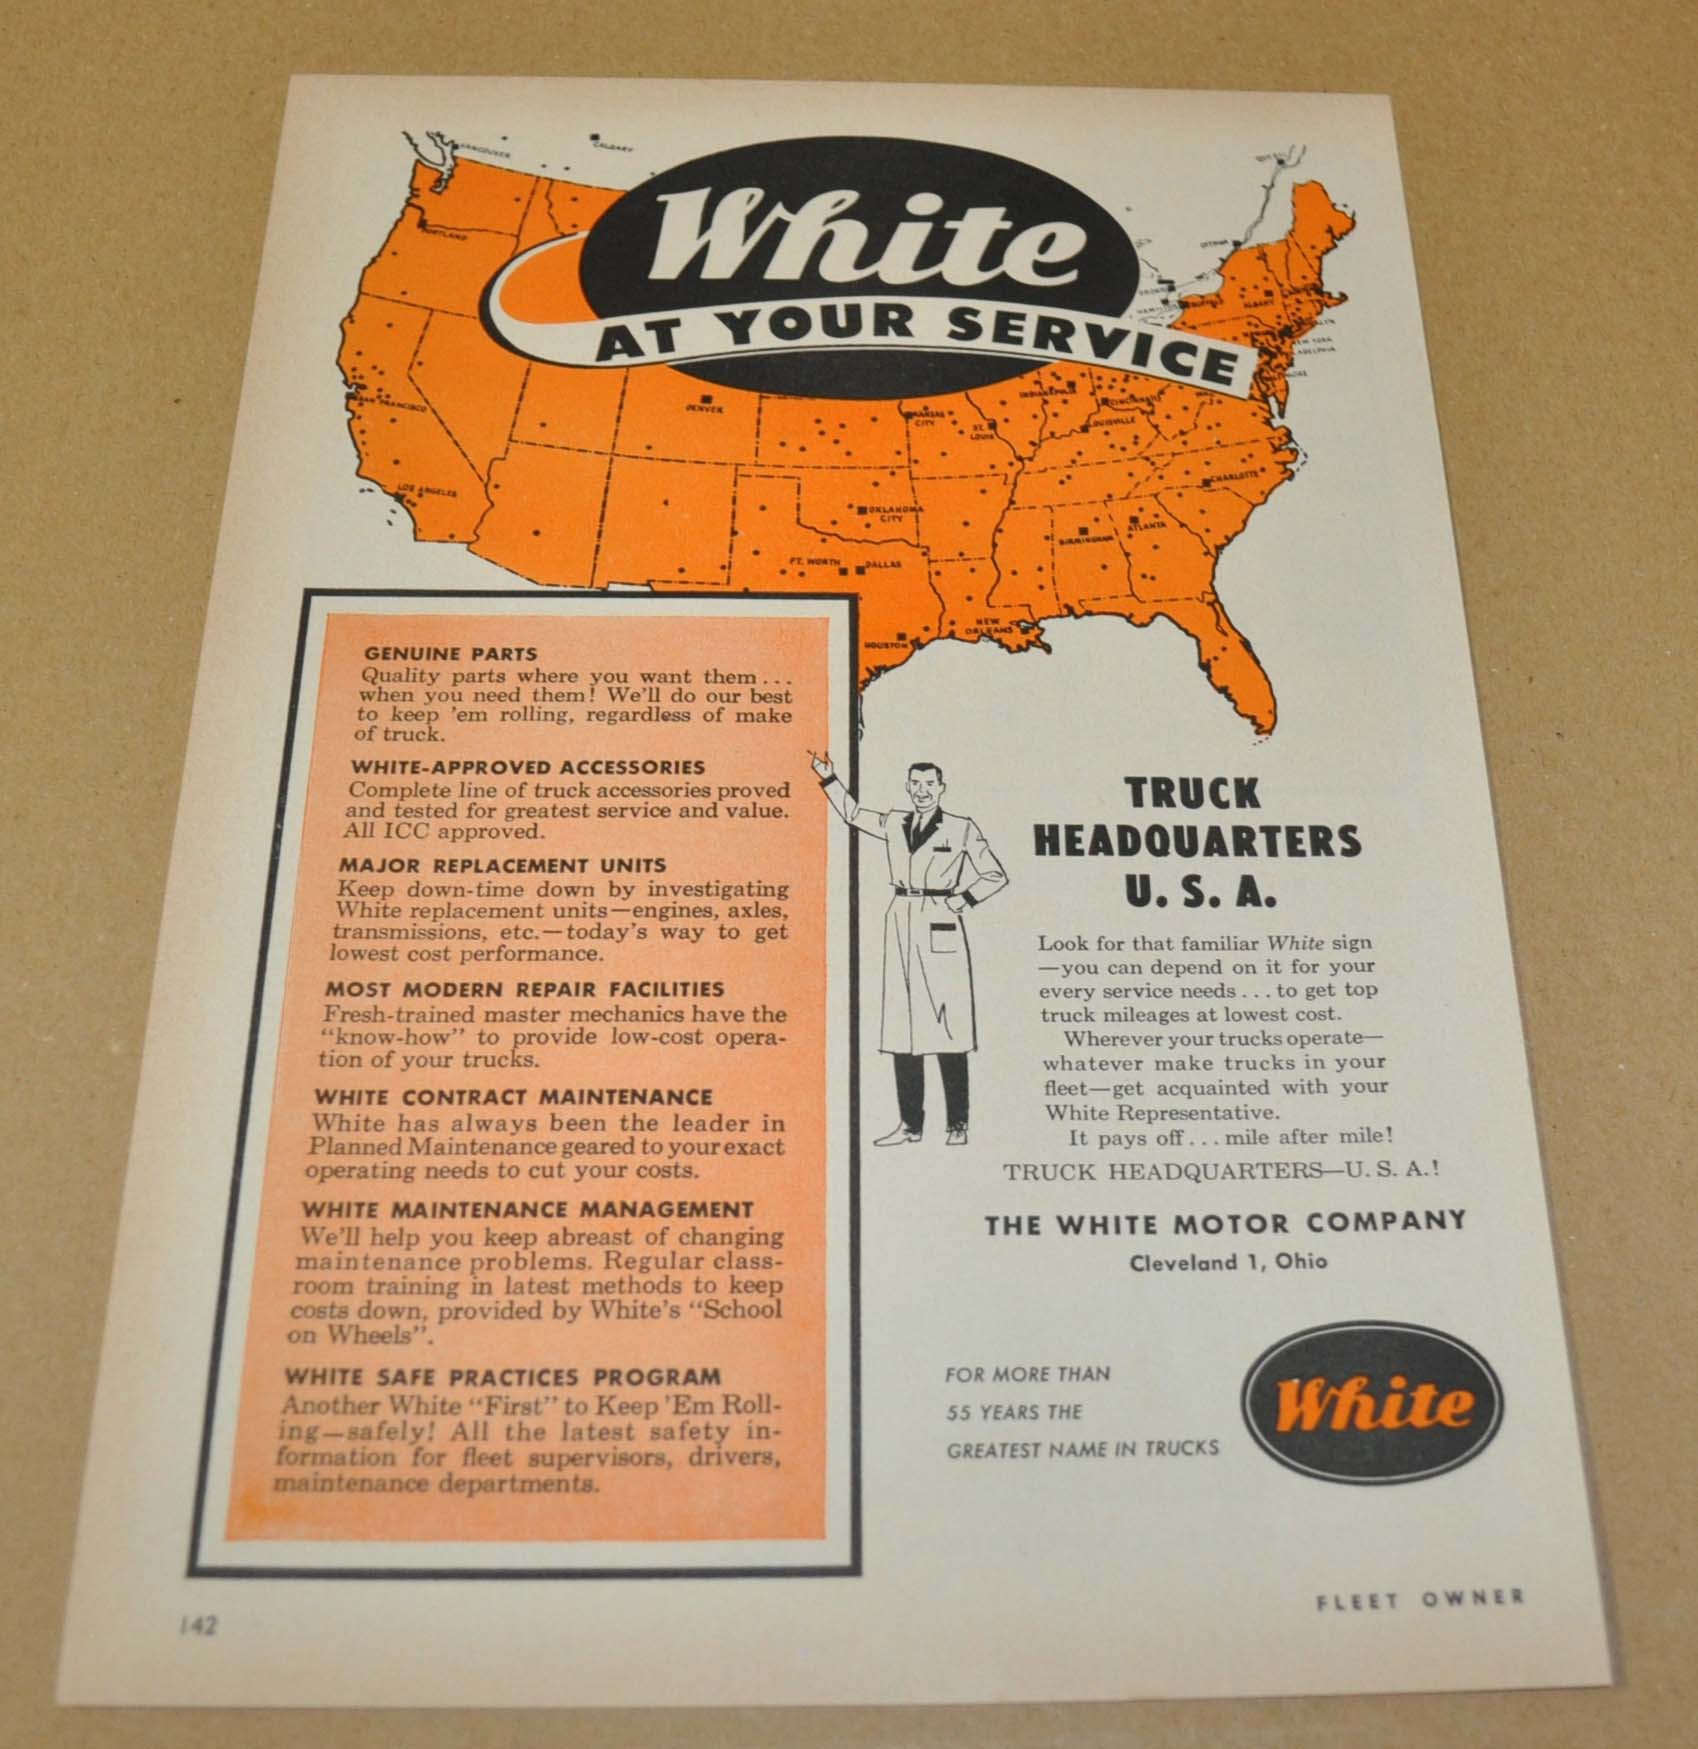 VANCOUVER
CALGARY
White
AT YOUR SERVICE
PORTLAND
OTTAWA
HAMILTON
BUFFALO
ALBANY
NEW YORK
SAN FRANCISCO
DENVER
KANSAS
CITY
ST.
LOUIS
INDIANAPOLIS
CINCINNATI
LOUISVILLE
LOS ANGELES
CHARLOTTE
OKLAHOMA
CITY
BIRMINGHAM
ATLANTA
FT. WORTH
DALLAS
HOUSTON
NEW
ORLEANS
GENUINE PARTS
Quality parts where you want them...
when you need them! We'll do our best
to keep 'em rolling, regardless of make
of truck.
WHITE-APPROVED ACCESSORIES
Complete line of truck accessories proved
and tested for greatest service and value.
All ICC approved.
MAJOR REPLACEMENT UNITS
Keep down-time down by investigating
White replacement units—engines, axles,
transmissions, etc.—today's way to get
lowest cost performance.
MOST MODERN REPAIR FACILITIES
Fresh-trained master mechanics have the
"know-how" to provide low-cost opera-
tion of your trucks.
WHITE CONTRACT MAINTENANCE
White has always been the leader in
Planned Maintenance geared to your exact
operating needs to cut your costs.
WHITE MAINTENANCE MANAGEMENT
We'll help you keep abreast of changing
maintenance problems. Regular class-
room training in latest methods to keep
costs down, provided by White's "School
on Wheels".
WHITE SAFE PRACTICES PROGRAM
Another White "First" to Keep 'Em Roll-
ing—safely! All the latest safety in-
formation for fleet supervisors, drivers,
maintenance departments.
TRUCK
HEADQUARTERS
U. S. A.
Look for that familiar White sign
—you can depend on it for your
every service needs...to get top
truck mileages at lowest cost.
Wherever your trucks operate—
whatever make trucks in your
fleet—get acquainted with your
White Representative.
It pays off...mile after mile!
TRUCK HEADQUARTERS—U. S. A.!
THE WHITE MOTOR COMPANY
Cleveland 1, Ohio
FOR MORE THAN
55 YEARS THE
GREATEST NAME IN TRUCKS
White
142
FLEET OWNER